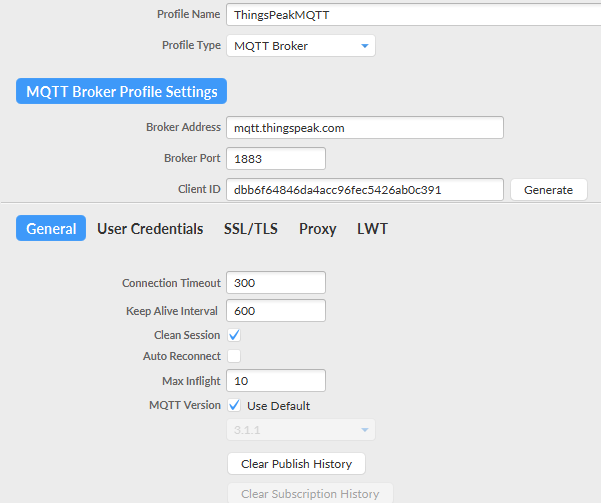 Profile Name ThingsPeakMQTT
Profile Type MQTT Broker
MQTT Broker Profile Settings
Broker Address mqtt.thingspeak.com
Broker Port 1883
Client ID dbb6f64846da4acc96fec5426ab0c391 Generate
General User Credentials SSL/TLS Proxy LWT
Connection Timeout 300
Keep Alive Interval 600
Clean Session
Auto Reconnect
Max Inflight 10
MQTT Version Use Default
3.1.1
Clear Publish History
Clear Subscription History